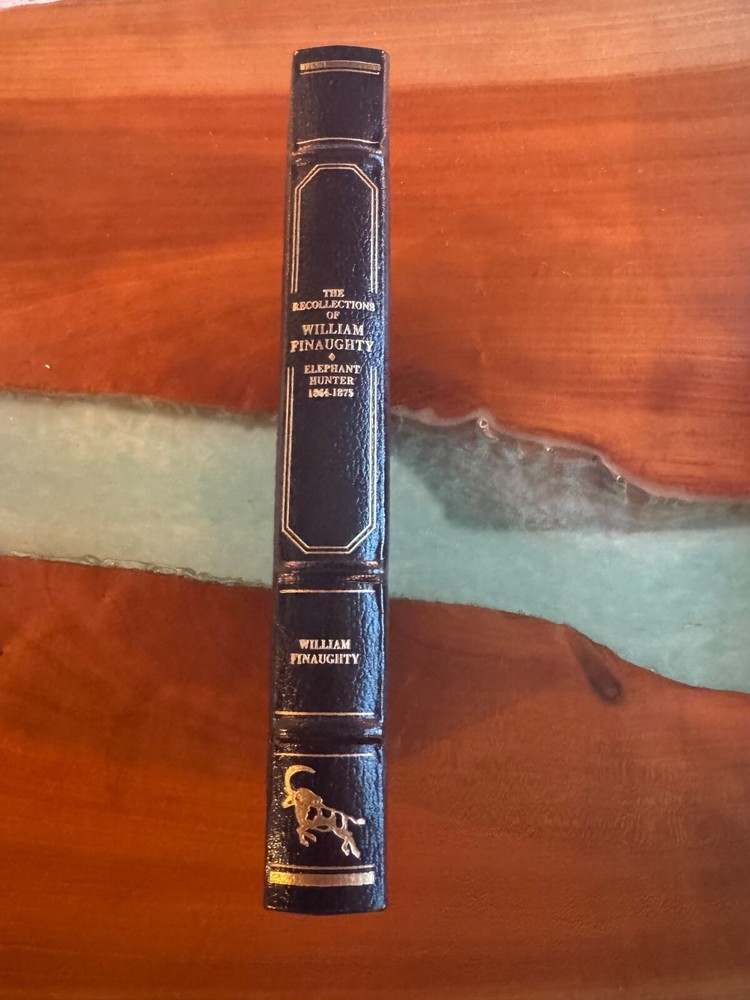 THE
RECOLLECTIONS
OF
WILLIAM
FINAUGHTY
ELEPHANT
HUNTER
1864-1875
WILLIAM
FINAUGHTY